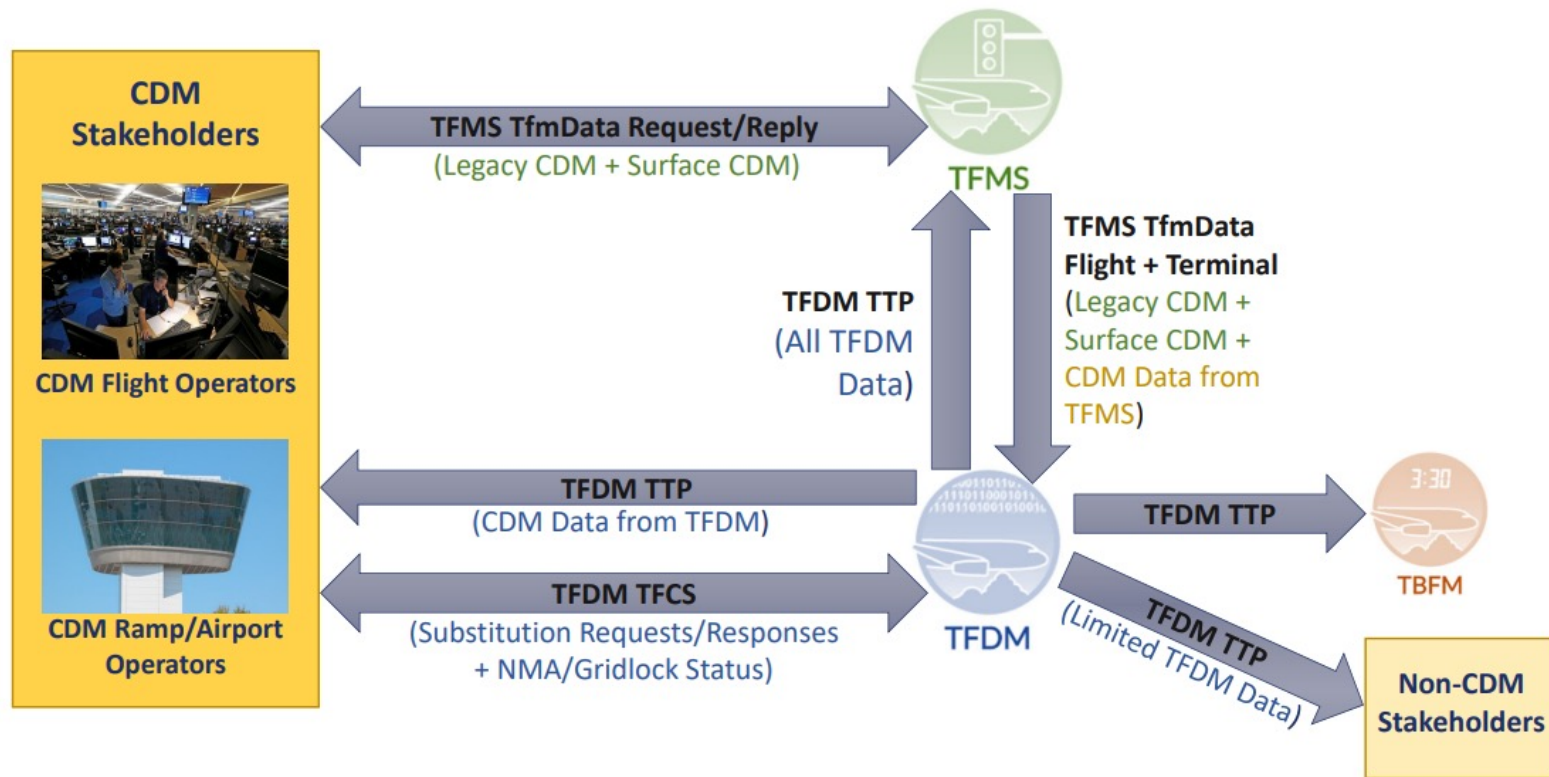 CDM
Stakeholders
CDM Flight Operators
CDM Ramp/Airport
Operators
TFMS TfmData Request/Reply
(Legacy CDM + Surface CDM)
TFMS
TFDM TTP
(All TFDM
Data)
TFMS TfmData
Flight + Terminal
(Legacy CDM +
Surface CDM +
CDM Data from
TFMS)
TFDM TTP
(CDM Data from TFDM)
TFDM TFCS
(Substitution Requests/Responses
+ NMA/Gridlock Status)
TFDM
TFDM TTP
3:30
TBFM
TFDM TTP
(Limited TFDM Data)
Non-CDM
Stakeholders